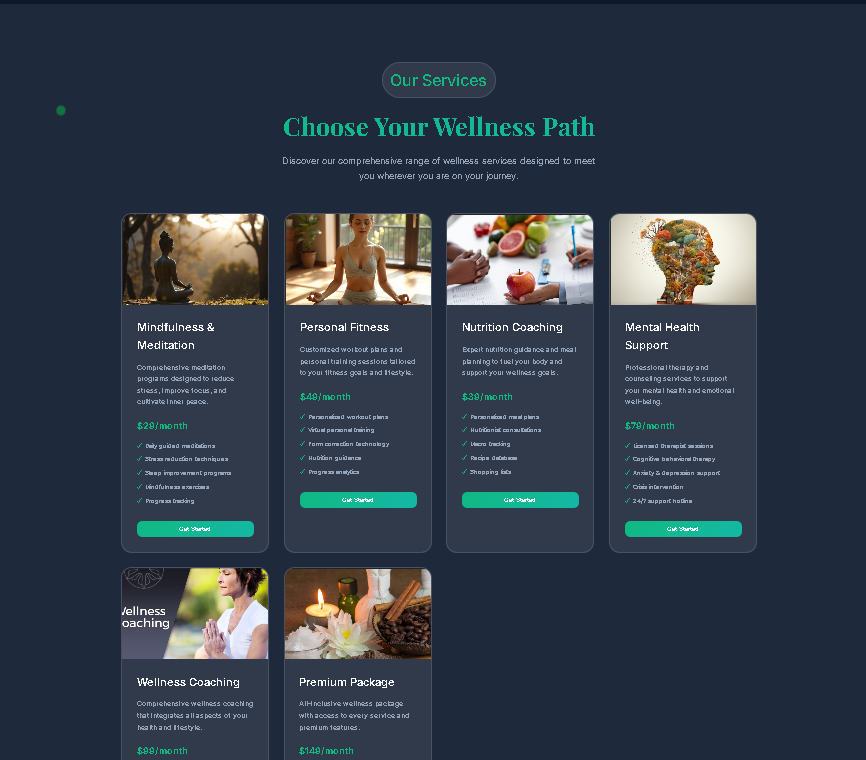 Our Services
Choose Your Wellness Path
Discover our comprehensive range of wellness services designed to meet
you wherever you are on your journey.
Mindfulness &
Meditation
Comprehensive meditation
programs designed to reduce
stress, improve focus, and
cultivate inner peace.
$29/month
✓ Daily guided meditations
✓ Stress reduction techniques
✓ Sleep improvement programs
✓ Mindfulness exercises
✓ Progress tracking
Get Started
Personal Fitness
Customized workout plans and
personal training sessions tailored
to your fitness goals and lifestyle.
$49/month
✓ Personalized workout plans
✓ Virtual personal training
✓ Form correction technology
✓ Nutrition guidance
✓ Progress analytics
Get Started
Nutrition Coaching
Expert nutrition guidance and meal
planning to fuel your body and
support your wellness goals.
$39/month
✓ Personalized meal plans
✓ Nutritionist consultations
✓ Macro tracking
✓ Recipe database
✓ Shopping lists
Get Started
Mental Health
Support
Professional therapy and
counseling services to support
your mental health and emotional
well-being.
$79/month
✓ Licensed therapist sessions
✓ Cognitive behavioral therapy
✓ Anxiety & depression support
✓ Crisis intervention
✓ 24/7 support hotline
Get Started
Wellness
oaching
Wellness Coaching
Comprehensive wellness coaching
that integrates all aspects of your
health and lifestyle.
$99/month
Premium Package
All-inclusive wellness package
with access to every service and
premium features.
$149/month